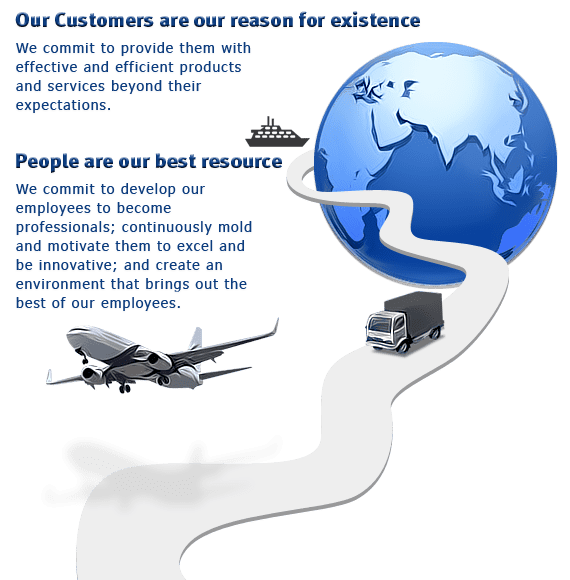 Our Customers are our reason for existence
We commit to provide them with
effective and efficient products
and services beyond their
expectations.
People are our best resource
We commit to develop our
employees to become
professionals; continuously mold
and motivate them to excel and
be innovative; and create an
environment that brings out the
best of our employees.